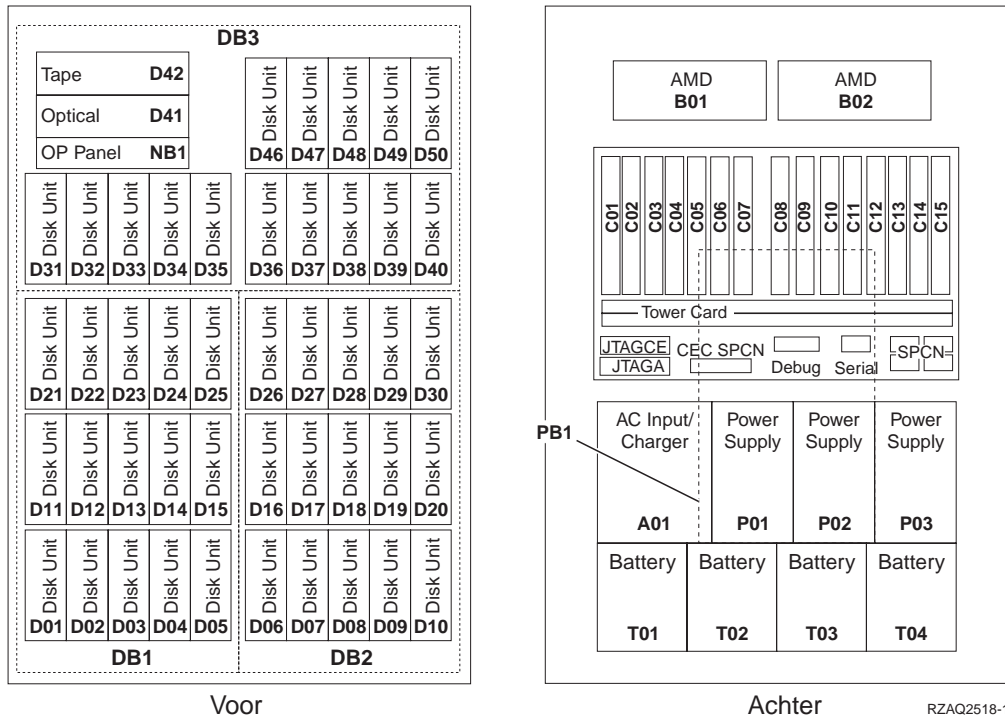 DB3
Tape D42
Optical D41
OP Panel NB1
Disk Unit Disk Unit Disk Unit Disk Unit Disk Unit
D46 D47 D48 D49 D50
Disk Unit Disk Unit Disk Unit Disk Unit Disk Unit Disk Unit Disk Unit Disk Unit Disk Unit Disk Unit
D31 D32 D33 D34 D35 D36 D37 D38 D39 D40
Disk Unit Disk Unit Disk Unit Disk Unit Disk Unit Disk Unit Disk Unit Disk Unit Disk Unit Disk Unit
D21 D22 D23 D24 D25 D26 D27 D28 D29 D30
Disk Unit Disk Unit Disk Unit Disk Unit Disk Unit Disk Unit Disk Unit Disk Unit Disk Unit Disk Unit
D11 D12 D13 D14 D15 D16 D17 D18 D19 D20
Disk Unit Disk Unit Disk Unit Disk Unit Disk Unit Disk Unit Disk Unit Disk Unit Disk Unit Disk Unit
D01 D02 D03 D04 D05 D06 D07 D08 D09 D10
DB1 DB2
Voor
AMD AMD
B01 B02
C01 C02 C03 C04 C05 C06 C07 C08 C09 C10 C11 C12 C13 C14 C15
Tower Card
JTAGCE CEC SPCN SPCN
JTAGA Debug Serial
PB1
AC Input/ Power Power Power
Charger Supply Supply Supply
A01 P01 P02 P03
Battery Battery Battery Battery
T01 T02 T03 T04
Achter
RZAQ2518-1